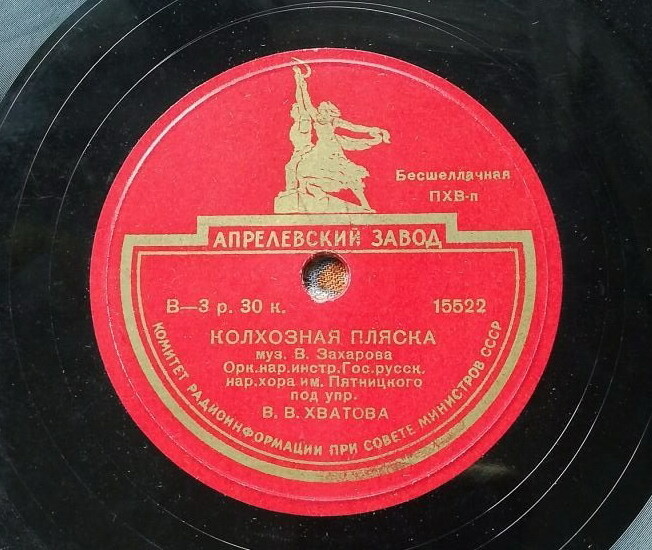 Бесшеллачная
ПХВ-п
АПРЕЛЕВСКИЙ ЗАВОД
В—3 р. 30 к.
15522
КОЛХОЗНАЯ ПЛЯСКА
муз. В. Захарова
Орк.нар.инстр.Гос.русск.
нар.хора им. Пятницкого
под упр.
В. В. ХВАТОВА
КОМИТЕТ РАДИОИНФОРМАЦИИ ПРИ СОВЕТЕ МИНИСТРОВ СССР